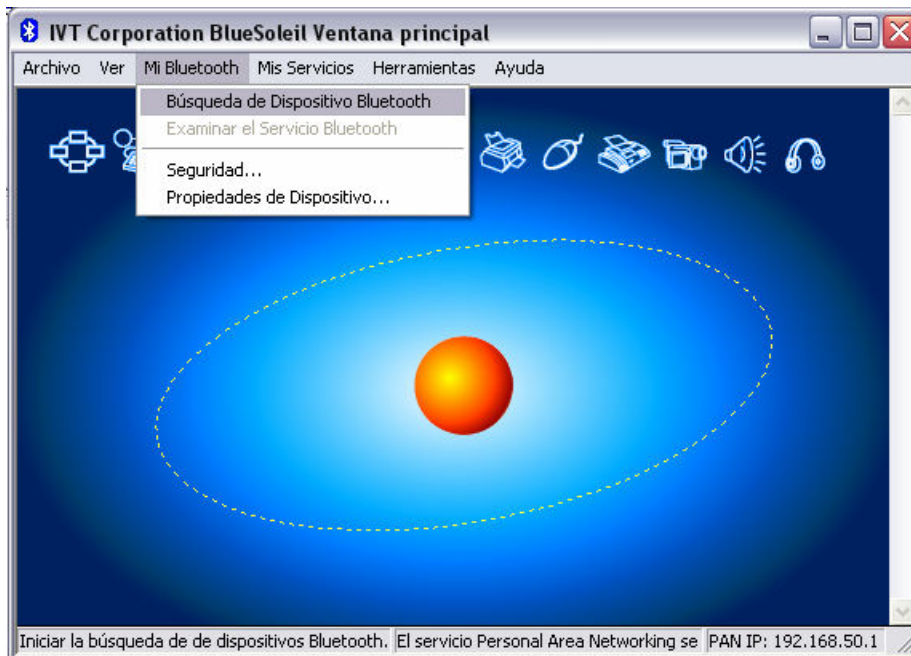 IVT Corporation BlueSoleil Ventana principal
Archivo Ver Mi Bluetooth Mis Servicios Herramientas Ayuda
Búsqueda de Dispositivo Bluetooth
Examinar el Servicio Bluetooth
Seguridad...
Propiedades de Dispositivo...
Iniciar la búsqueda de de dispositivos Bluetooth. El servicio Personal Area Networking se PAN IP: 192.168.50.1